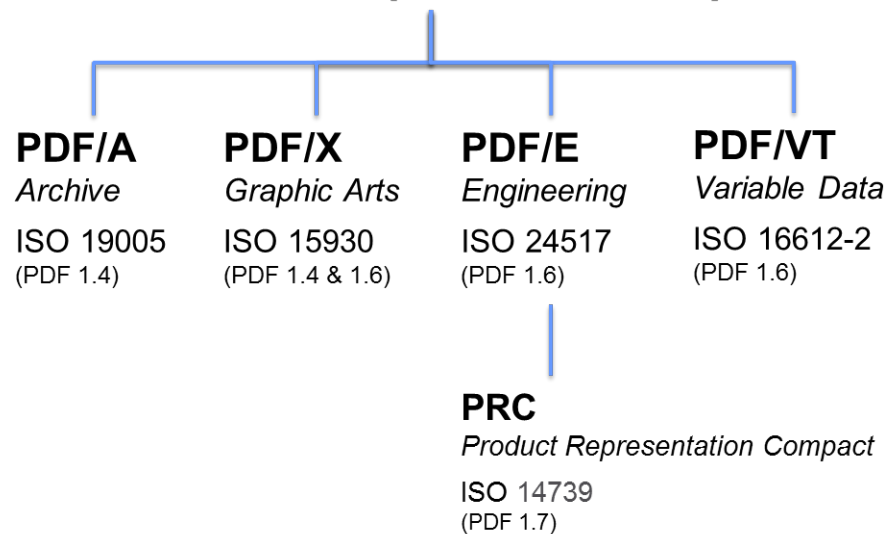 PDF/A
Archive
ISO 19005
(PDF 1.4)
PDF/X
Graphic Arts
ISO 15930
(PDF 1.4 & 1.6)
PDF/E
Engineering
ISO 24517
(PDF 1.6)
PDF/VT
Variable Data
ISO 16612-2
(PDF 1.6)
PRC
Product Representation Compact
ISO 14739
(PDF 1.7)